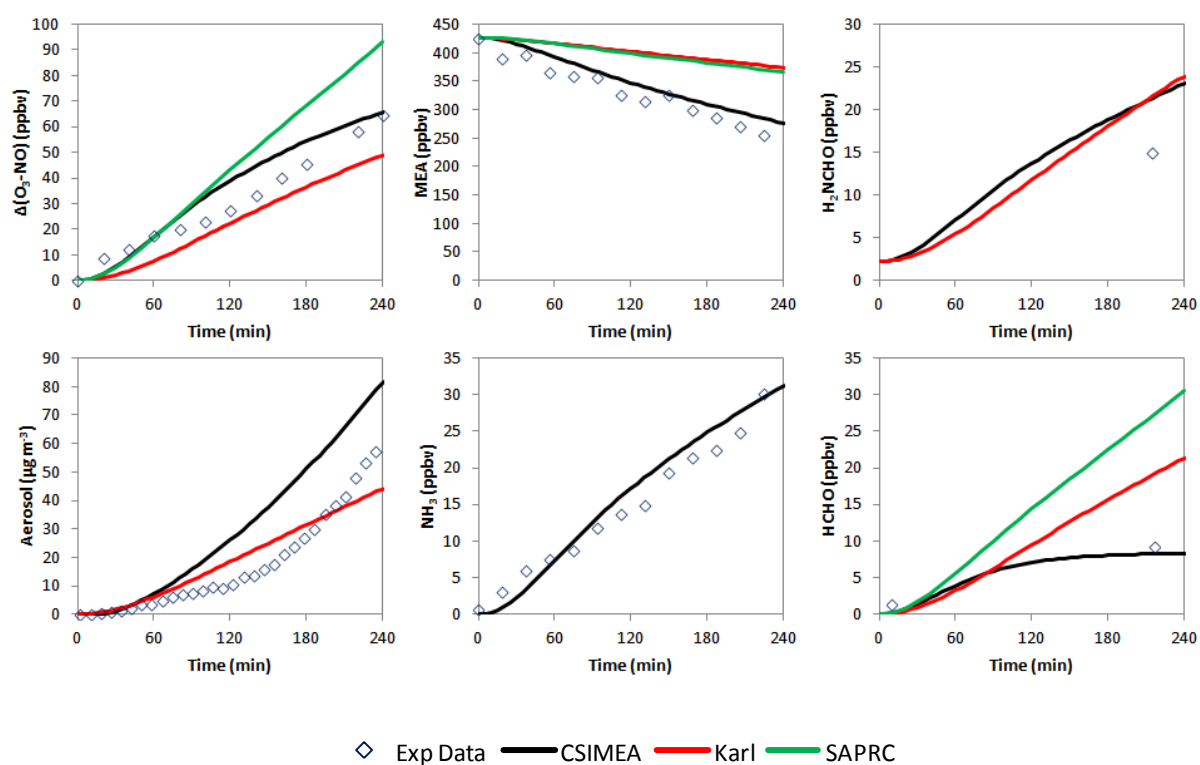 100
90
80
70
60
50
40
30
20
10
0
Δ(O₃-NO) (ppbv)
0 60 120 180 240
Time (min)
450
400
350
300
250
200
150
100
50
0
MEA (ppbv)
0 60 120 180 240
Time (min)
30
25
20
15
10
5
0
H₂NCHO (ppbv)
0 60 120 180 240
Time (min)
90
80
70
60
50
40
30
20
10
0
Aerosol (μg m⁻³)
0 60 120 180 240
Time (min)
35
30
25
20
15
10
5
0
NH₃ (ppbv)
0 60 120 180 240
Time (min)
35
30
25
20
15
10
5
0
HCHO (ppbv)
0 60 120 180 240
Time (min)
Exp Data CSIMEA Karl SAPRC